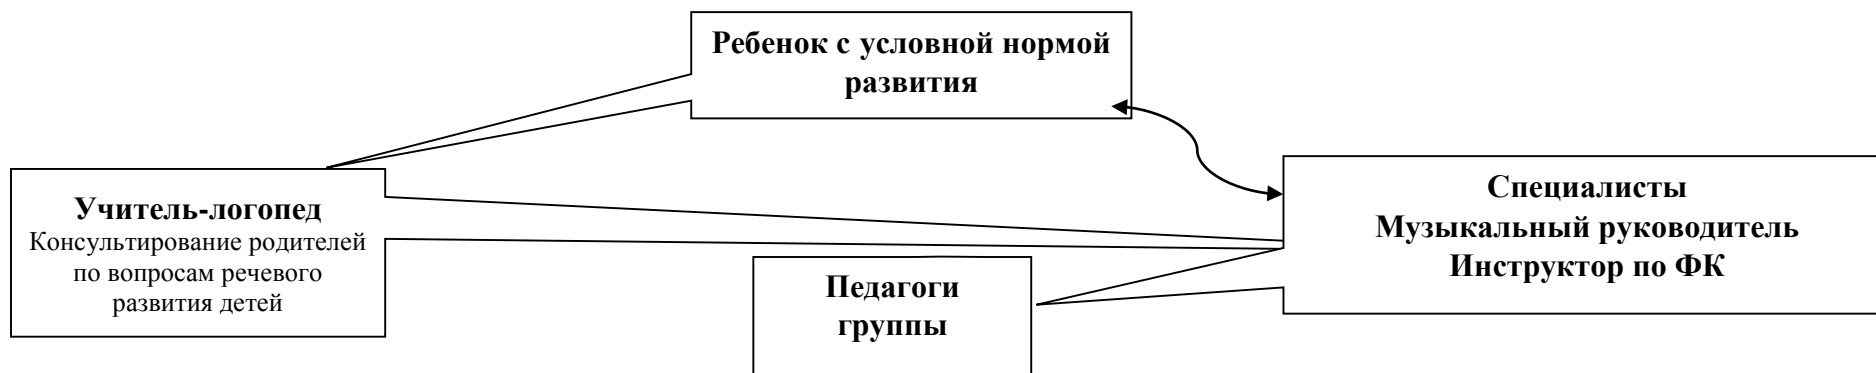 Ребенок с условной нормой
развития
Учитель-логопед
Консультирование родителей
по вопросам речевого
развития детей
Специалисты
Музыкальный руководитель
Инструктор по ФК
Педагоги
группы